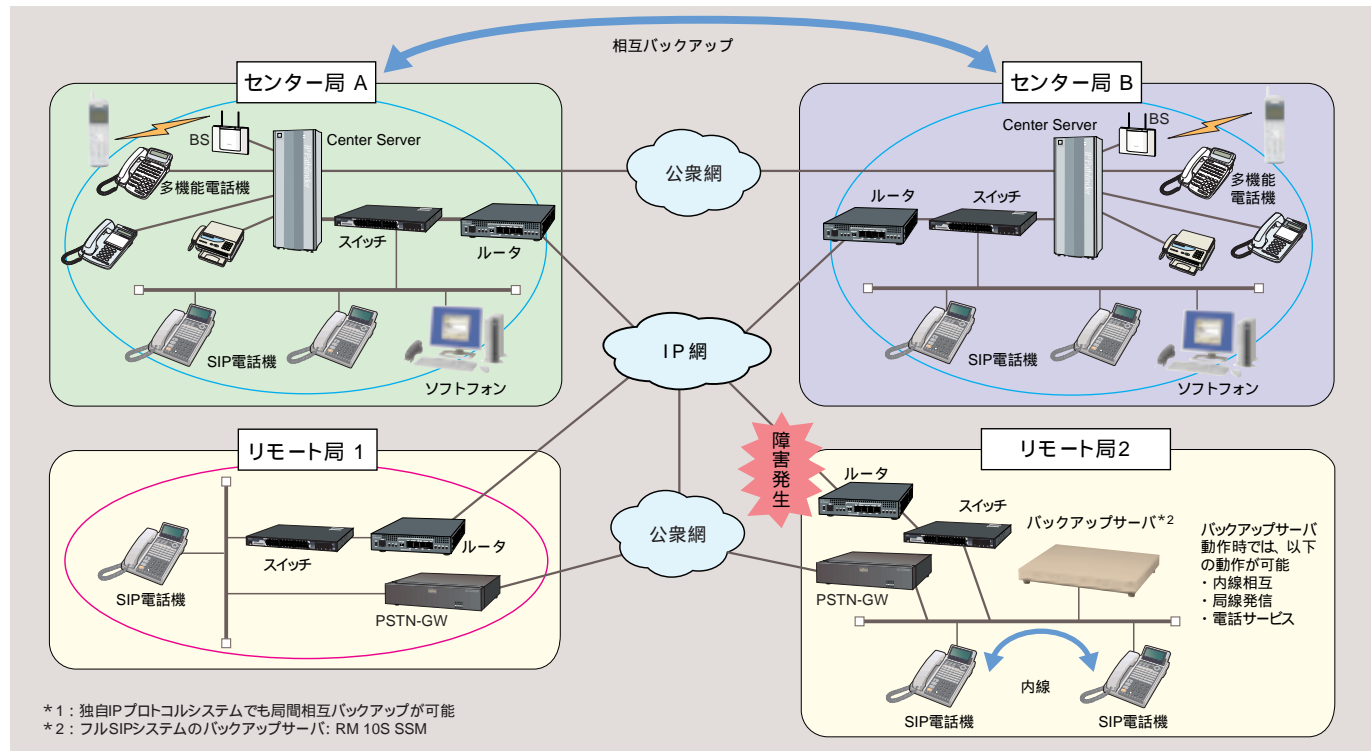 相互バックアップ
センター局 A
BS
Center Server
多機能電話機
スイッチ
ルータ
SIP電話機
ソフトフォン
公衆網
センター局 B
Center Server
BS
多機能
電話機
ルータ
スイッチ
SIP電話機
ソフトフォン
IP網
障害発生
公衆網
リモート局 1
スイッチ
ルータ
SIP電話機
PSTN-GW
リモート局2
ルータ
スイッチ
バックアップサーバ*2
PSTN-GW
バックアップサーバ
動作時では、以下
の動作が可能
・内線相互
・局線発信
・電話サービス
内線
SIP電話機
SIP電話機
*1：独自IPプロトコルシステムでも局間相互バックアップが可能
*2：フルSIPシステムのバックアップサーバ: RM 10S SSM